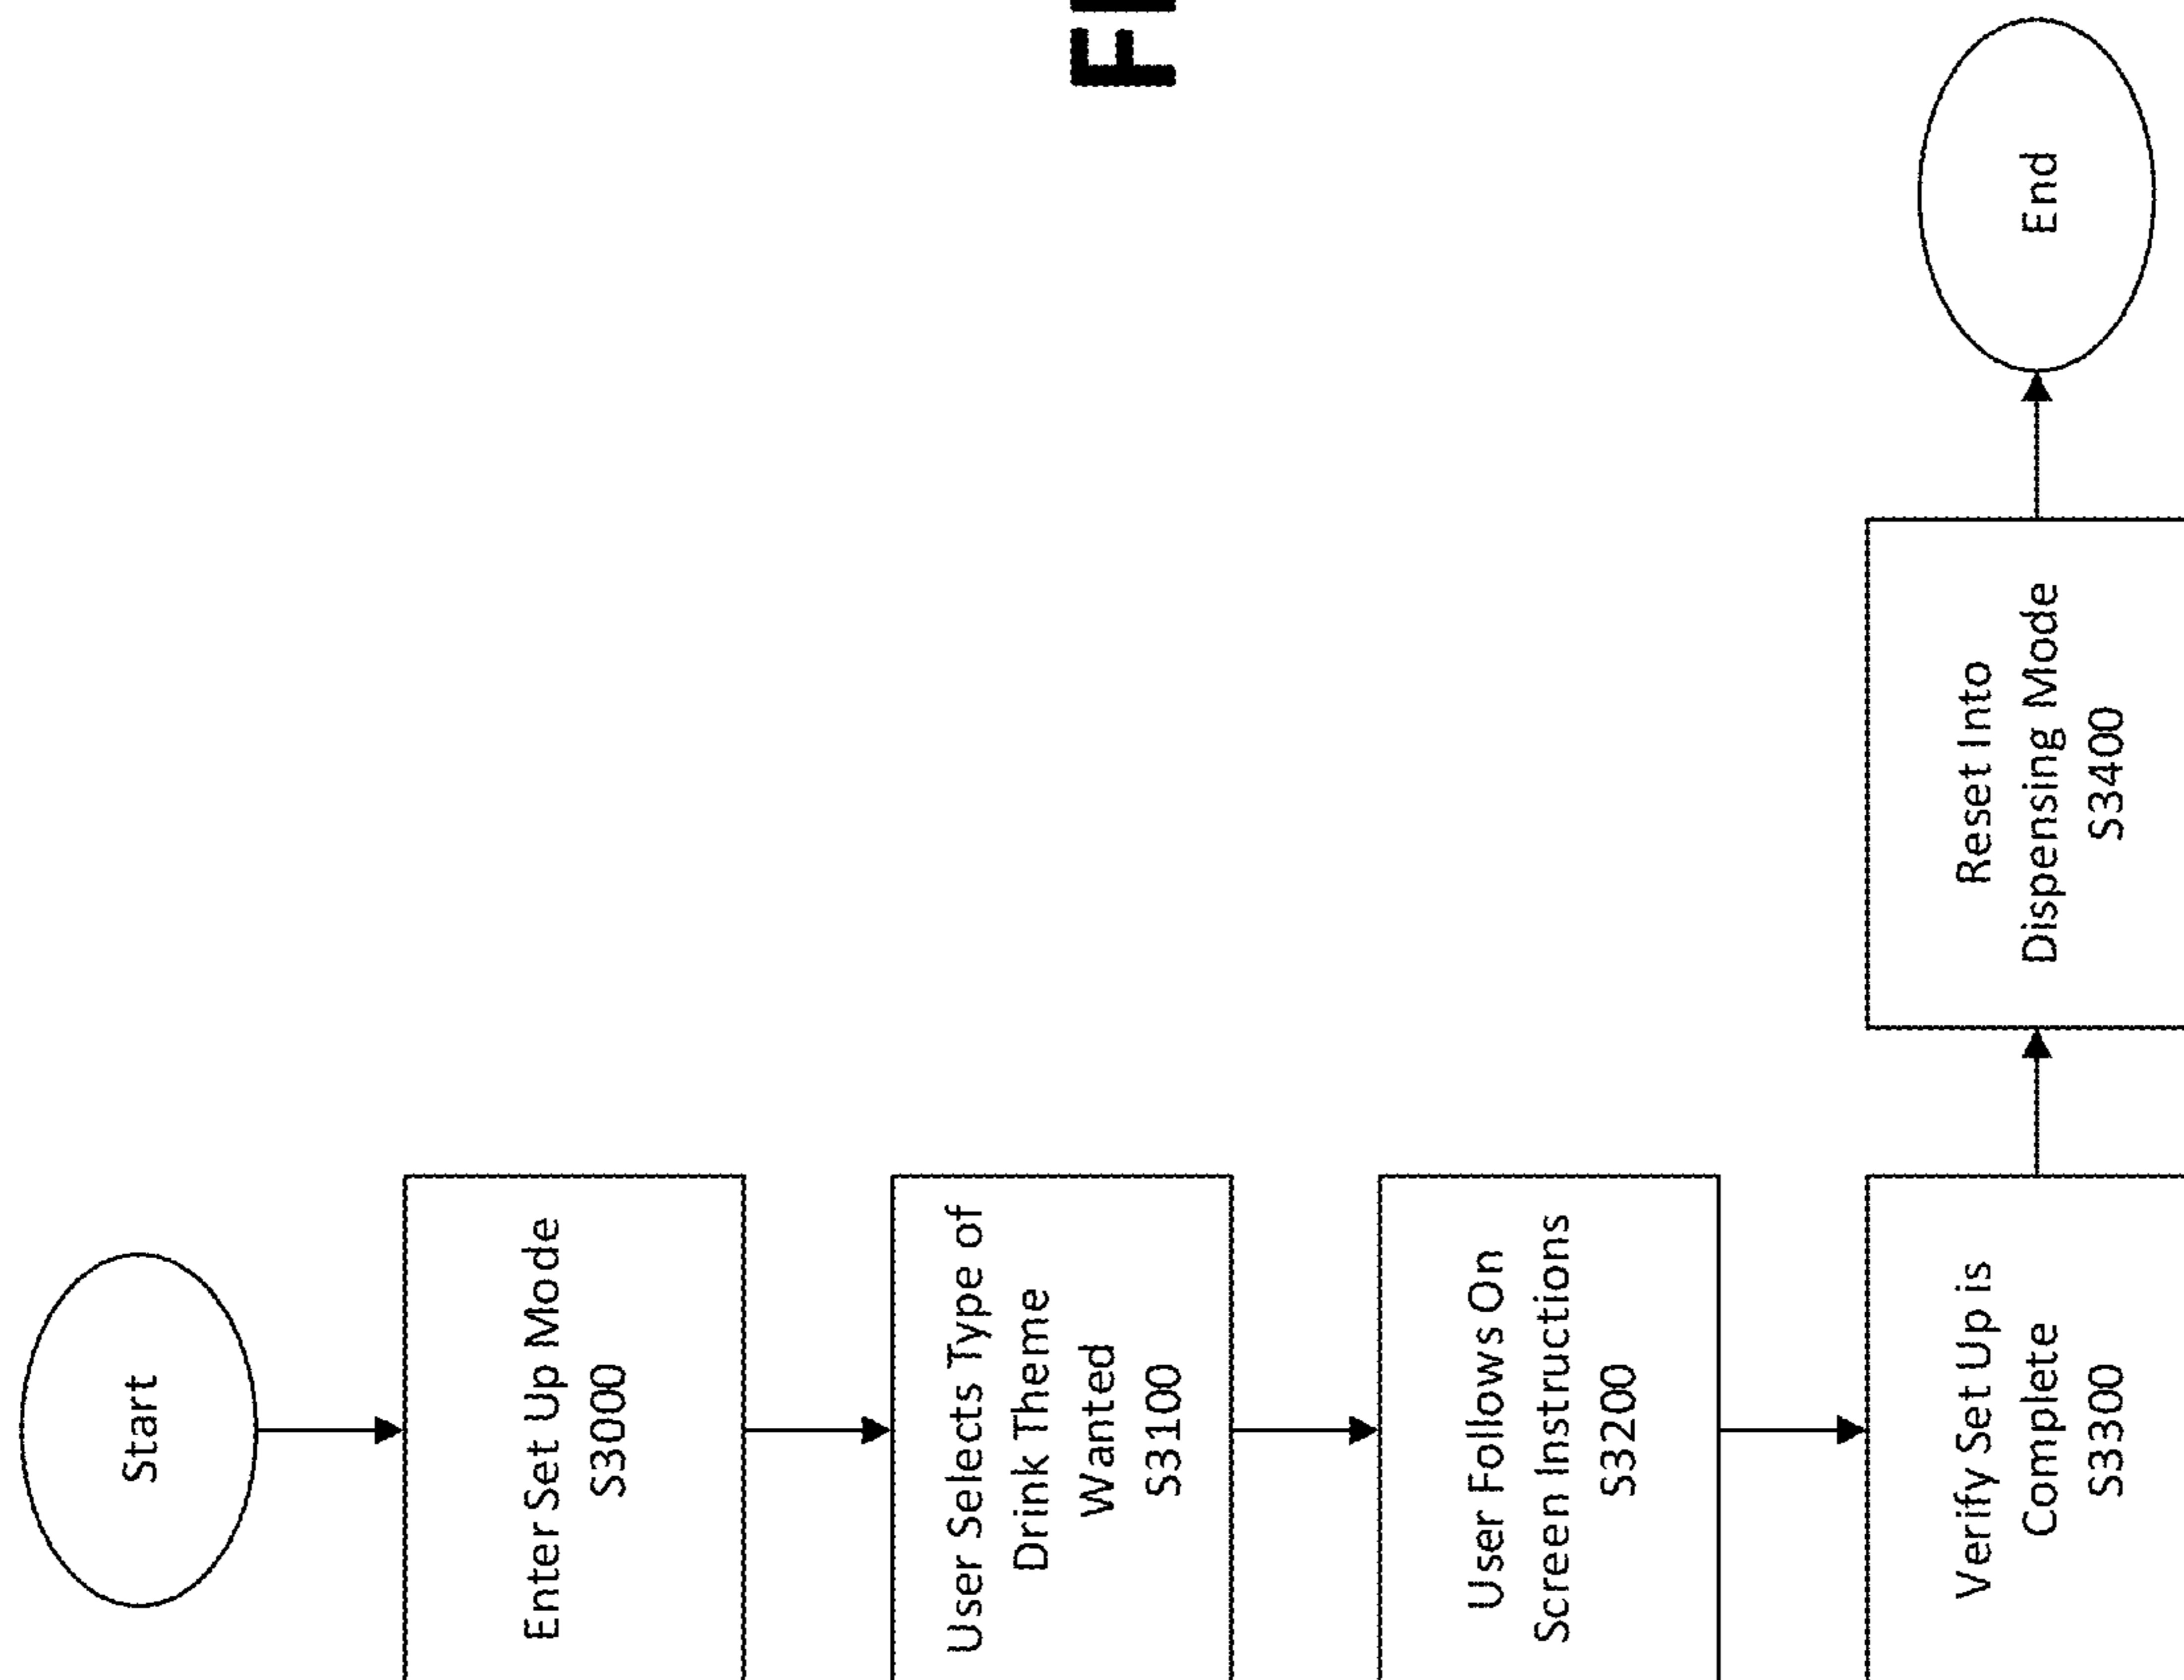 Start
Enter Set Up Mode
S3000
User Selects Type of
Drink Theme
Wanted
S3100
User Follows On
Screen Instructions
S3200
Verify Set Up is
Complete
S3300
Reset Into
Dispensing Mode
S3400
End